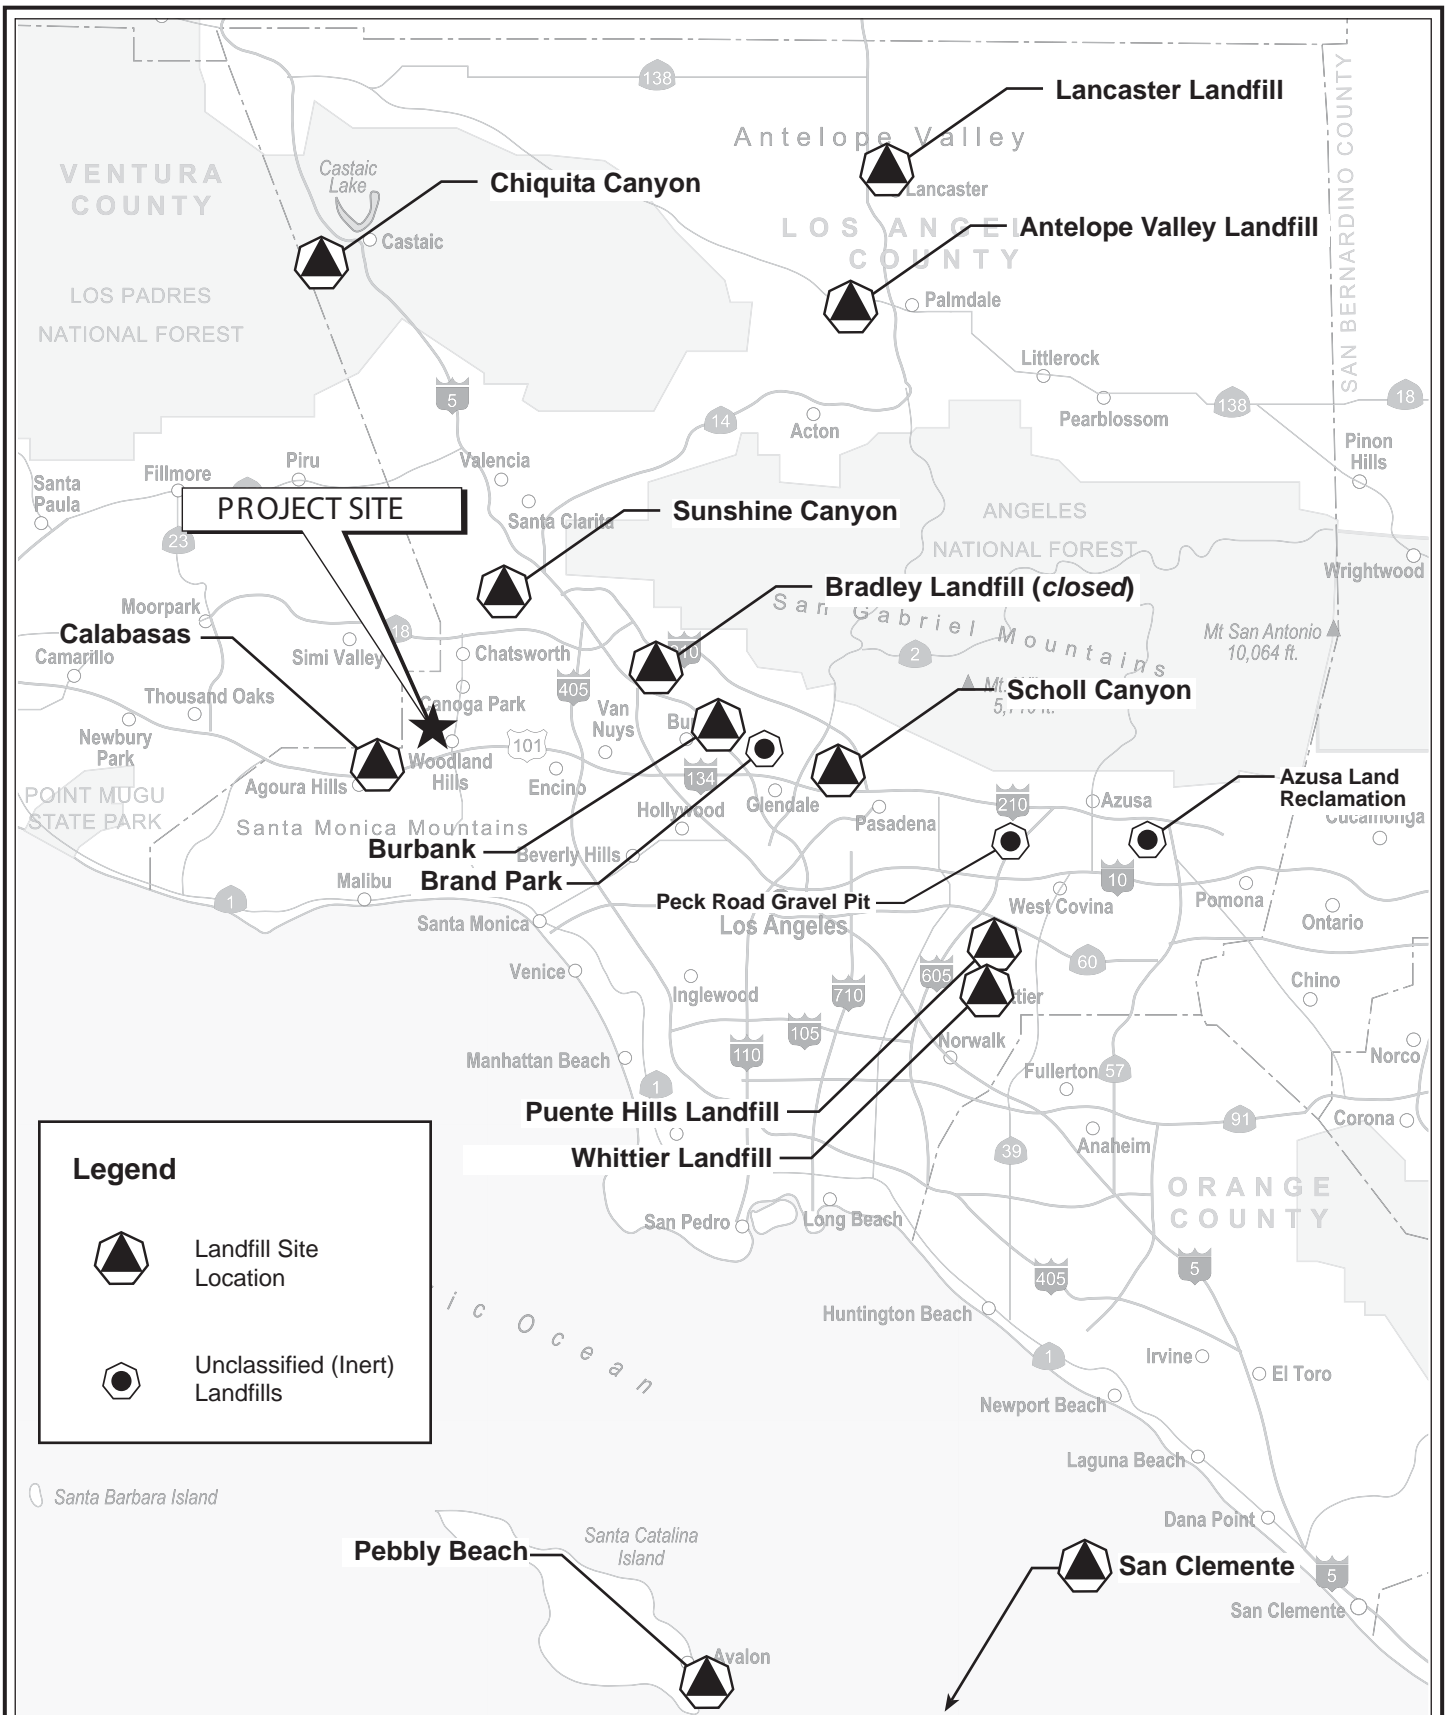 138
Lancaster Landfill
Antelope Valley
Lancaster
VENTURA
COUNTY
Castaic
Lake
Chiquita Canyon
Castaic
SAN BERNARDINO COUNTY
COUNTY
Antelope Valley Landfill
LOS PADRES
NATIONAL FOREST
Palmdale
Littlerock
5
14
Acton
Pearblossom
138
18
Pinon
Hills
Santa
Paula
Fillmore
Piru
Valencia
PROJECT SITE
Santa Clarita
Sunshine Canyon
ANGELES
NATIONAL FOREST
23
Wrightwood
Bradley Landfill (closed)
San Gabriel Mountains
Moorpark
Calabasas
18
Camarillo
Simi Valley
Chatsworth
2
Mt San Antonio
10,064 ft.
Thousand Oaks
Canoga Park
405
Van
Nuys
Mt.
Scholl Canyon
Newbury
Park
101
Woodland
Hills
Encino
134
Agoura Hills
POINT MUGU
STATE PARK
Santa Monica Mountains
Hollywood
Glendale
Pasadena
210
Azusa
Azusa Land
Reclamation
Cucamonga
Burbank
Beverly Hills
Brand Park
Malibu
1
10
Peck Road Gravel Pit
West Covina
Pomona
Ontario
Santa Monica
Los Angeles
Venice
Inglewood
710
605
60
Chino
105
110
Manhattan Beach
Norwalk
Norco
Fullerton
57
1
Puente Hills Landfill
91
Corona
Whittier Landfill
39
Anaheim
Legend
Landfill Site
Location
Unclassified (Inert)
Landfills
ORANGE
COUNTY
San Pedro
Long Beach
405
5
Ocean
Huntington Beach
1
Irvine
El Toro
Newport Beach
Laguna Beach
Santa Barbara Island
Dana Point
Pebbly Beach
Santa Catalina
Island
San Clemente
5
San Clemente
Avalon